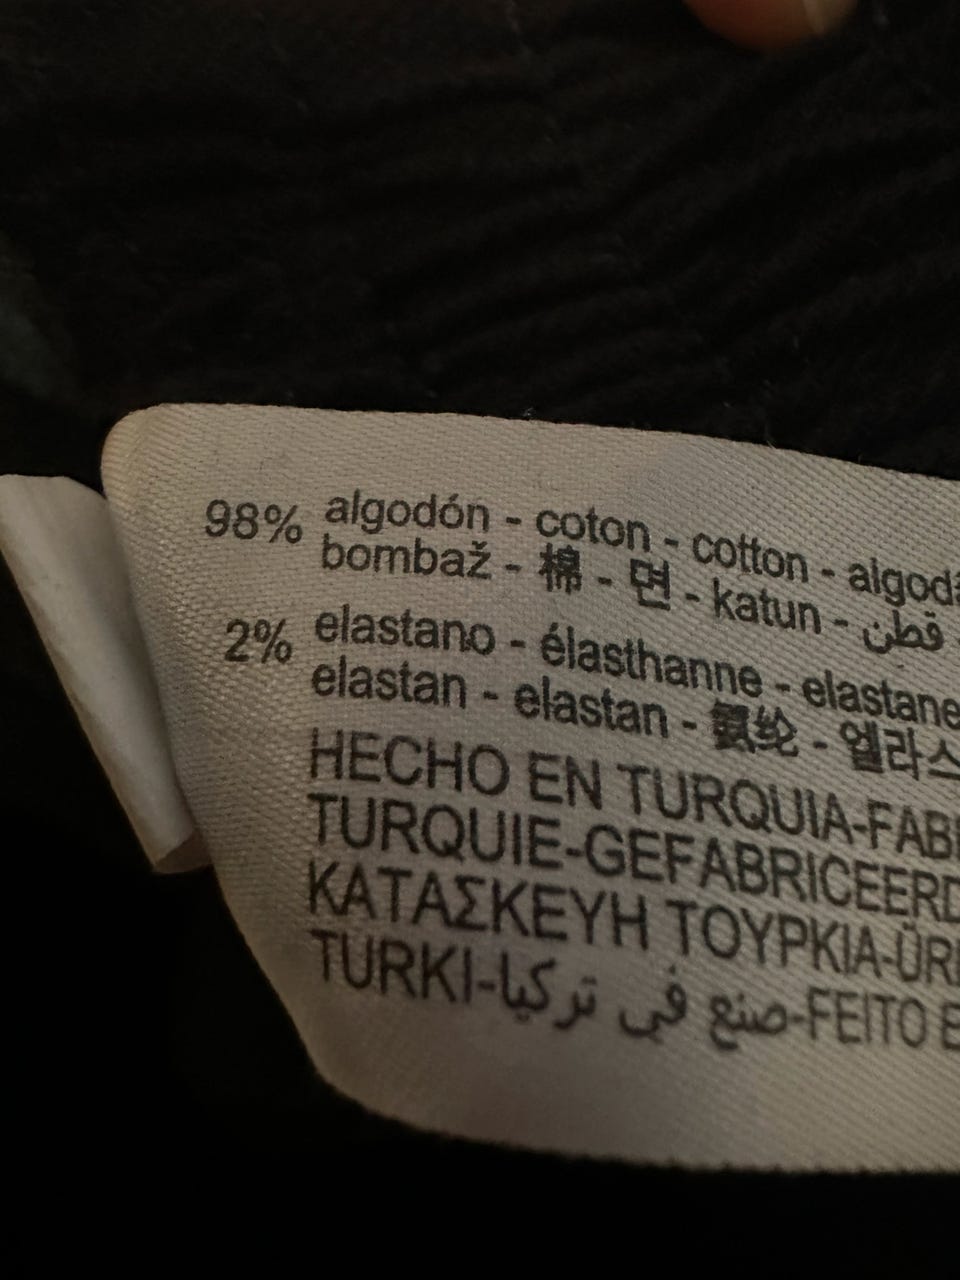 98% algodón - coton - cotton - algod
bombaž - 棉 - 면 - katun - قطن
2% elastano - élasthanne - elastane
elastan - elastan - 氨纶 - 엘라스
HECHO EN TURQUIA-FAB
TURQUIE-GEFABRICEERD
ΚΑΤΑΣΚΕΥΗ ΤΟΥΡΚΙΑ-ÜR
TURKI-صنع في تركيا-FEITO E